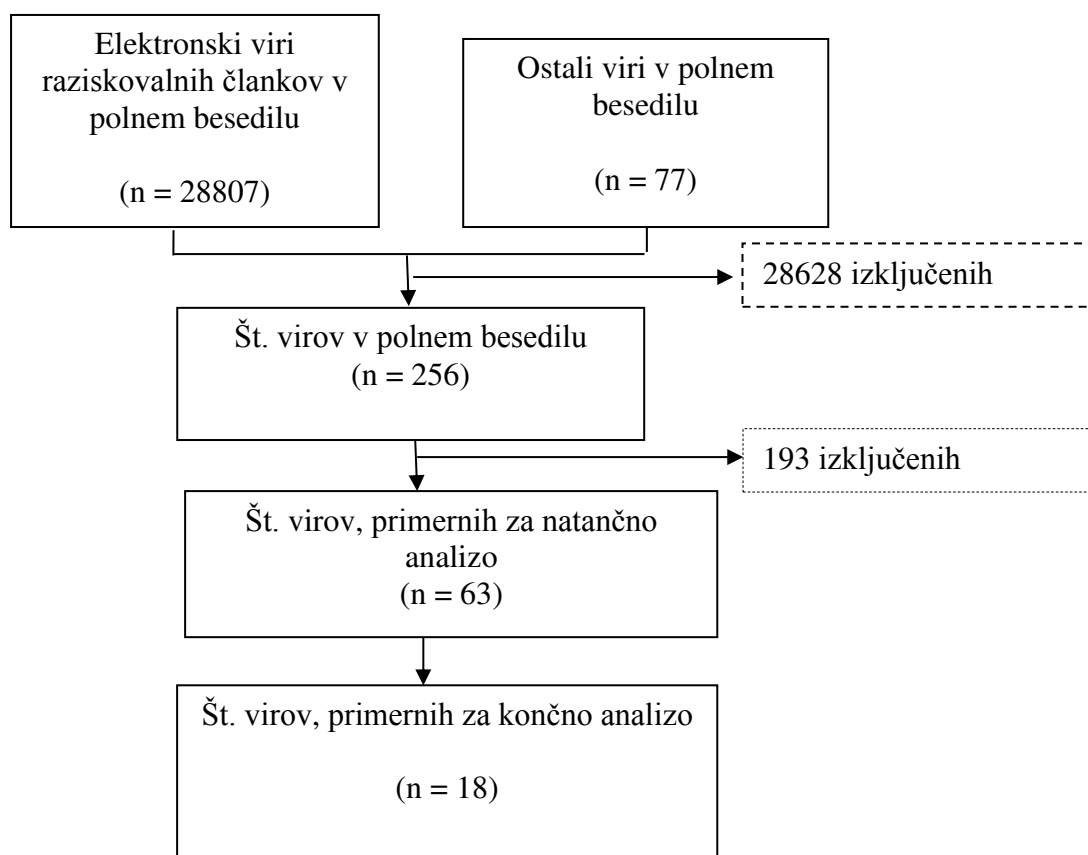 Elektronski viri
raziskovalnih člankov v
polnem besedilu
(n = 28807)
Ostali viri v polnem
besedilu
(n = 77)
28628 izključenih
Št. virov v polnem besedilu
(n = 256)
193 izključenih
Št. virov, primernih za natančno
analizo
(n = 63)
Št. virov, primernih za končno analizo
(n = 18)